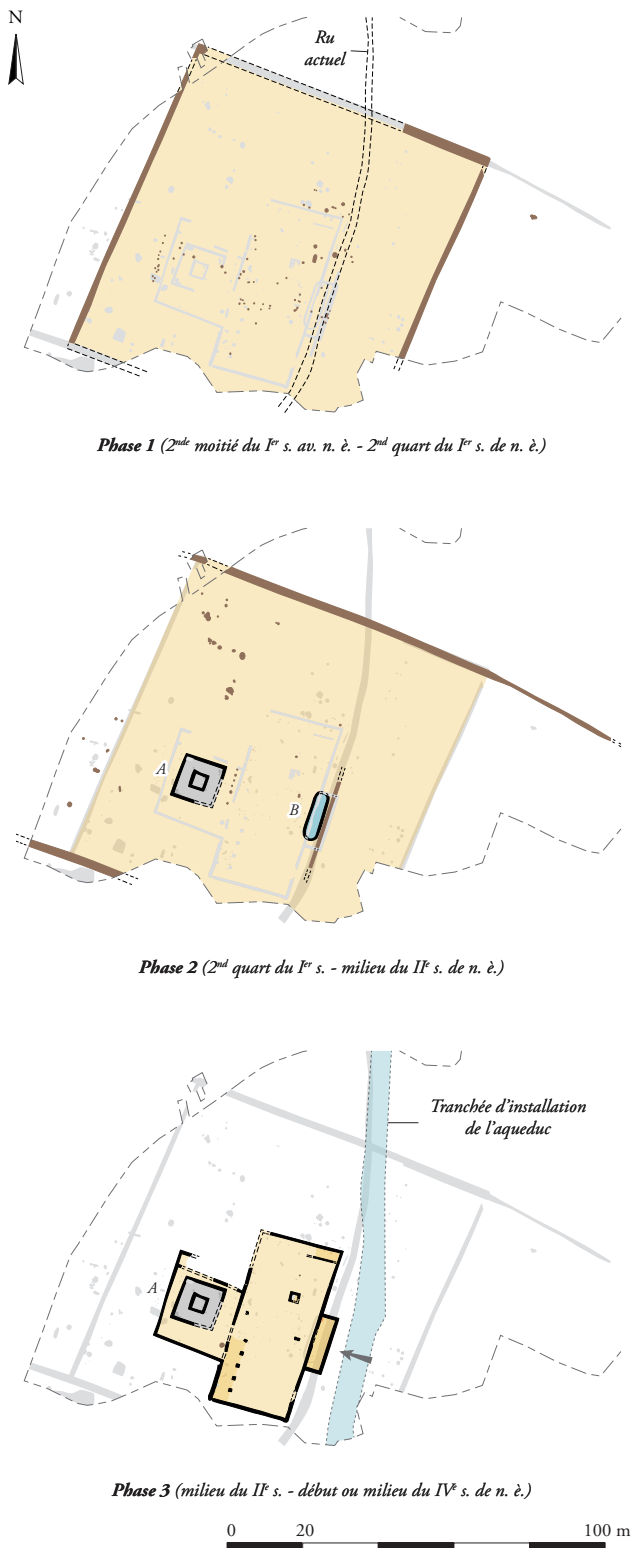 N
Ru
actuel
Phase 1 (2nde moitié du Ier s. av. n. è. - 2nd quart du Ier s. de n. è.)
A
B
Phase 2 (2nd quart du Ier s. - milieu du IIe s. de n. è.)
Tranchée d'installation
de l'aqueduc
A
Phase 3 (milieu du IIe s. - début ou milieu du IVe s. de n. è.)
0 20 100 m